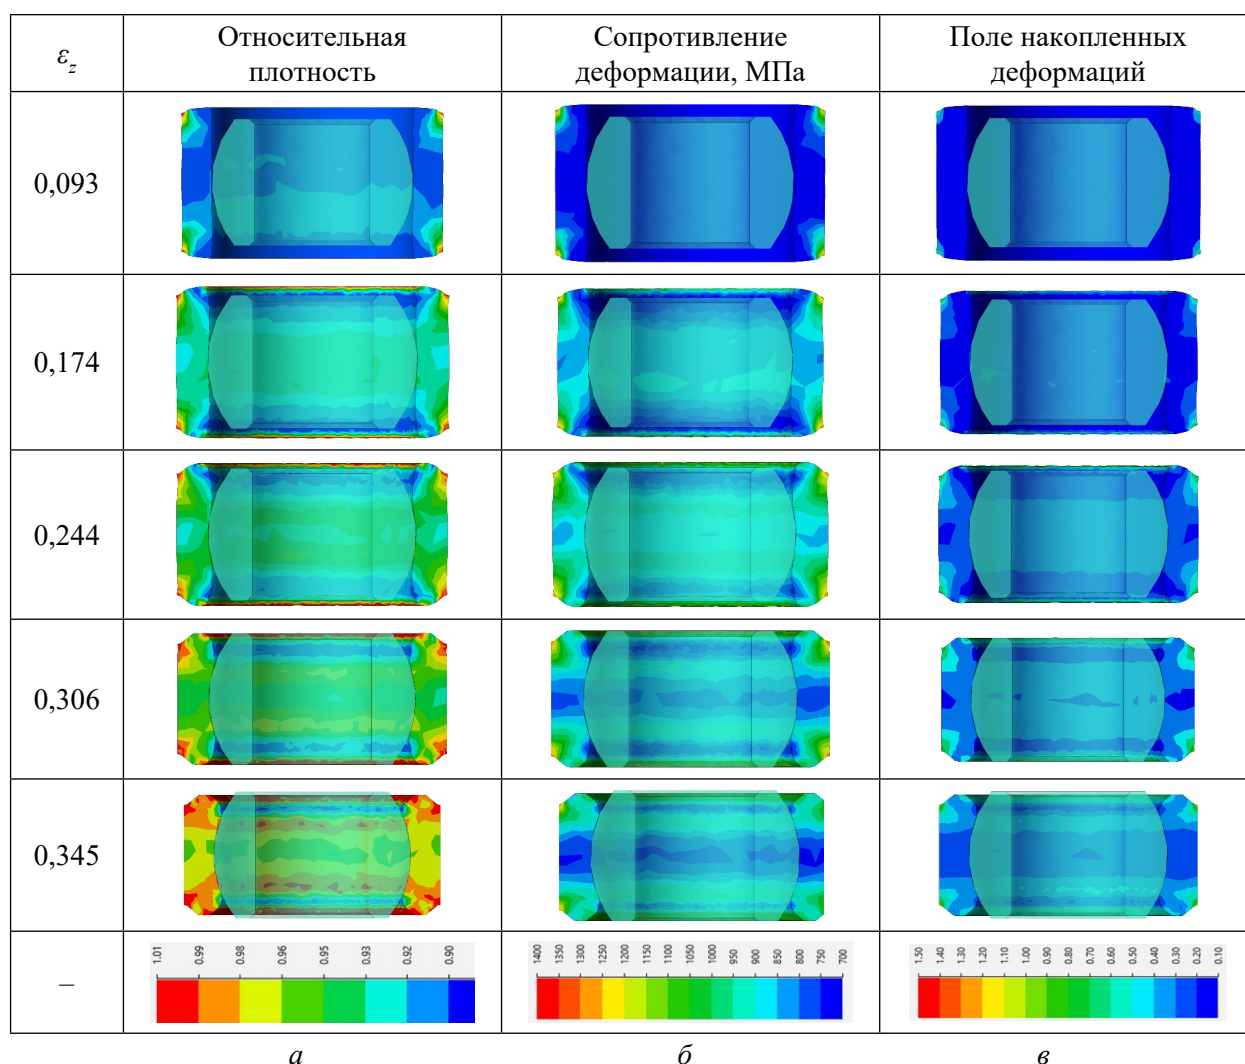 ε_z
Относительная
плотность
Сопротивление
деформации, МПа
Поле накопленных
деформаций
0,093
0,174
0,244
0,306
0,345
–
1.01 0.99 0.98 0.96 0.95 0.93 0.92 0.90
1400 1350 1300 1250 1200 1150 1100 1050 1000 950 900 850 800 750 700
1.50 1.40 1.30 1.20 1.10 1.00 0.90 0.80 0.70 0.60 0.50 0.40 0.30 0.20 0.10
а
б
в